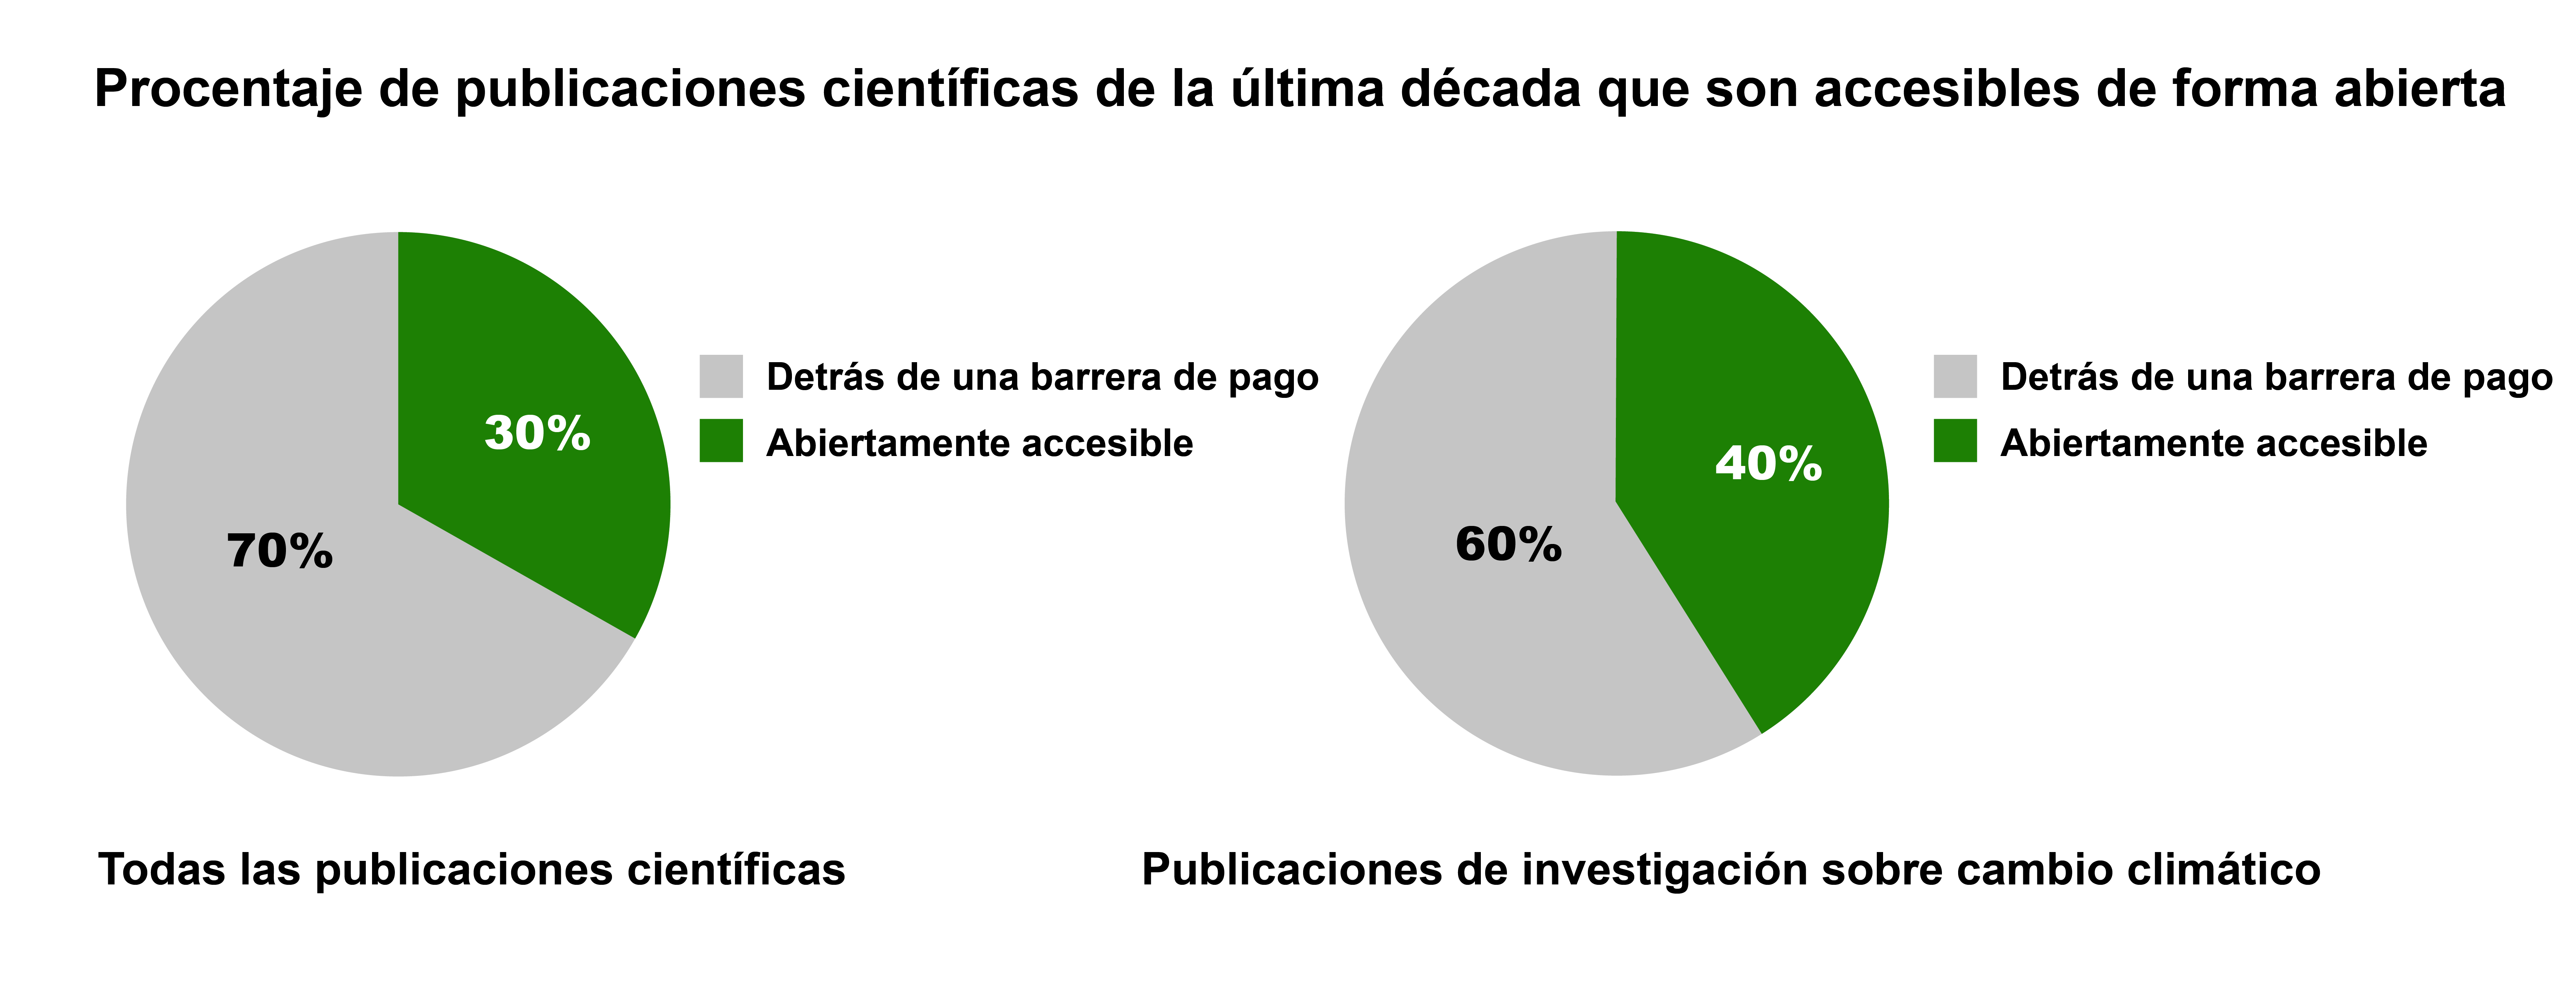 Procentaje de publicaciones científicas de la última década que son accesibles de forma abierta
30%
70%
Detrás de una barrera de pago
Abiertamente accesible
40%
60%
Detrás de una barrera de pago
Abiertamente accesible
Todas las publicaciones científicas
Publicaciones de investigación sobre cambio climático